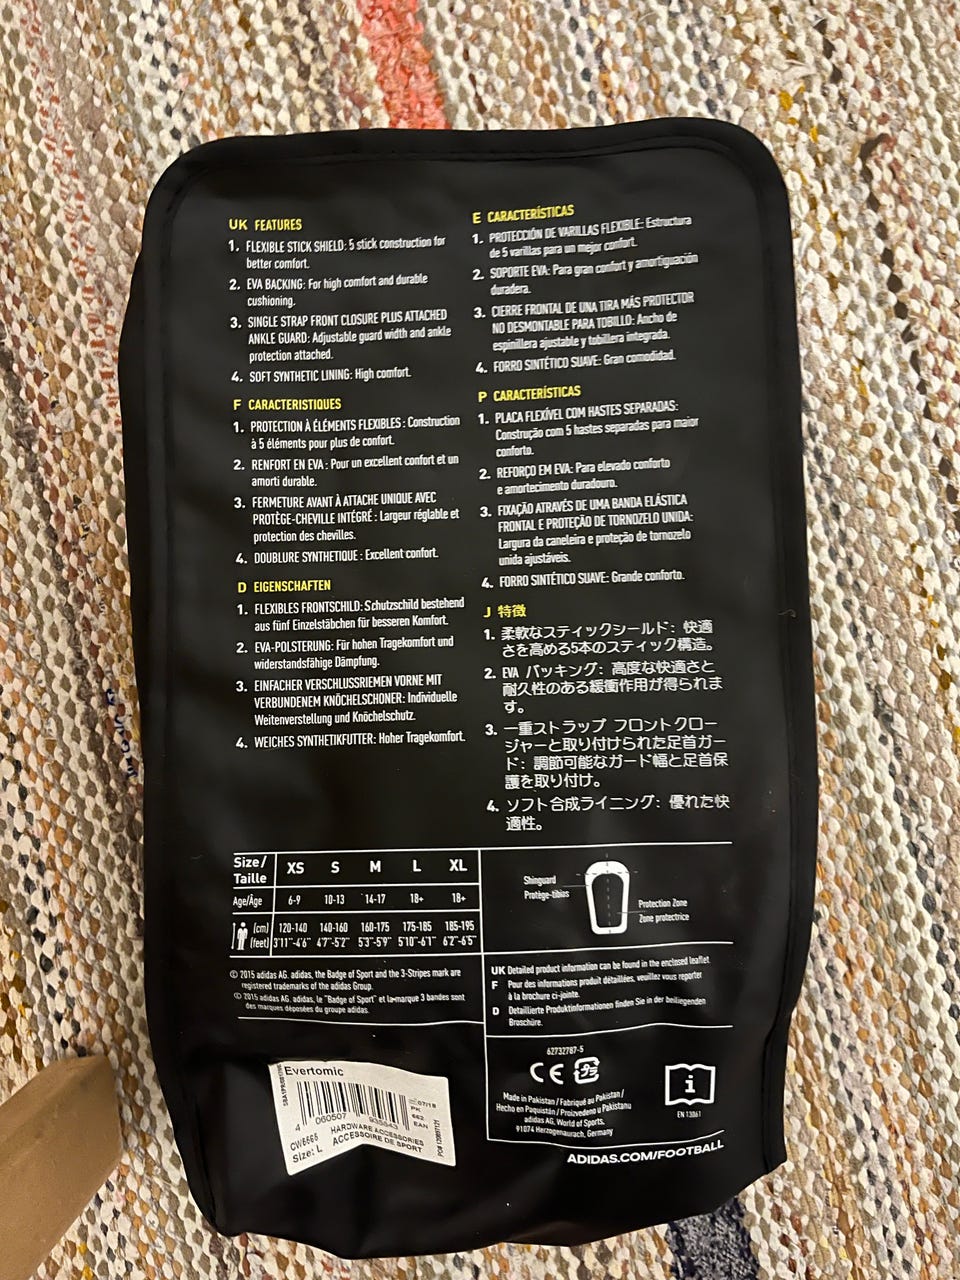 UK FEATURES
1. FLEXIBLE STICK SHIELD: 5 stick construction for
better comfort.
2. EVA BACKING: For high comfort and durable
cushioning.
3. SINGLE STRAP FRONT CLOSURE PLUS ATTACHED
ANKLE GUARD: Adjustable guard width and ankle
protection attached.
4. SOFT SYNTHETIC LINING: High comfort.
F CARACTERISTIQUES
1. PROTECTION À ÉLÉMENTS FLEXIBLES : Construction
à 5 éléments pour plus de confort.
2. RENFORT EN EVA : Pour un excellent confort et un
amorti durable.
3. FERMETURE AVANT À ATTACHE UNIQUE AVEC
PROTÈGE-CHEVILLE INTÉGRÉ : Largeur réglable et
protection des chevilles.
4. DOUBLURE SYNTHETIQUE : Excellent confort.
D EIGENSCHAFTEN
1. FLEXIBLES FRONTSCHILD: Schutzschild bestehend
aus fünf Einzelstäbchen für besseren Komfort.
2. EVA-POLSTERUNG: Für hohen Tragekomfort und
widerstandsfähige Dämpfung.
3. EINFACHER VERSCHLUSSRIEMEN VORNE MIT
VERBUNDENEM KNÖCHELSCHONER: Individuelle
Weitenverstellung und Knöchelschutz.
4. WEICHES SYNTHETIKFUTTER: Hoher Tragekomfort.
E CARACTERÍSTICAS
1. PROTECCIÓN DE VARILLAS FLEXIBLE: Estructura
de 5 varillas para un mejor confort.
2. SOPORTE EVA: Para gran confort y amortiguación
duradera.
3. CIERRE FRONTAL DE UNA TIRA MÁS PROTECTOR
NO DESMONTABLE PARA TOBILLO: Ancho de
espinillera ajustable y tobillera integrada.
4. FORRO SINTÉTICO SUAVE: Gran comodidad.
P CARACTERÍSTICAS
1. PLACA FLEXÍVEL COM HASTES SEPARADAS:
Construção com 5 hastes separadas para maior
conforto.
2. REFORÇO EM EVA: Para elevado conforto
e amortecimento duradouro.
3. FIXAÇÃO ATRAVÉS DE UMA BANDA ELÁSTICA
FRONTAL E PROTEÇÃO DE TORNOZELO UNIDA:
Largura da caneleira e proteção de tornozelo
unida ajustáveis.
4. FORRO SINTÉTICO SUAVE: Grande conforto.
J 特徴
1. 柔軟なスティックシールド: 快適
さを高める5本のスティック構造。
2. EVA バッキング: 高度な快適さと
耐久性のある緩衝作用が得られま
す。
3. 一重ストラップ フロントクロー
ジャーと取り付けられた足首ガー
ド: 調節可能なガード幅と足首保
護を取り付け。
4. ソフト合成ライニング: 優れた快
適性。
Size/ XS S M L XL
Taille
Age/Âge 6-9 10-13 14-17 18+ 18+
(cm) 120-140 140-160 160-175 175-185 185-195
(feet) 3'11"-4'6" 4'7"-5'2" 5'3"-5'9" 5'10"-6'1" 6'2"-6'5"
Shinguard
Protège-tibias
Protection Zone
Zone protectrice
© 2015 adidas AG. adidas, the Badge of Sport and the 3-Stripes mark are
registered trademarks of the adidas Group.
© 2015 adidas AG. adidas, le "Badge of Sport" et la marque 3 bandes sont
des marques déposées du groupe adidas.
UK Detailed product information can be found in the enclosed leaflet
F Pour des informations produit détaillées, veuillez vous reporter
à la brochure ci-jointe.
D Detaillierte Produktinformationen finden Sie in der beiliegenden
Broschüre.
62732787-5
CE
Made in Pakistan / Fabriqué au Pakistan /
Hecho en Paquistán / Proizvedeno u Pakistanu
adidas AG, World of Sports,
91074 Herzogenaurach, Germany
i
EN 13061
ADIDAS.COM/FOOTBALL
Evertomic
07/18
PK
662
EAN
4 060507 935543
CW5565 HARDWARE ACCESSORIES
Size: L ACCESSOIRE DE SPORT